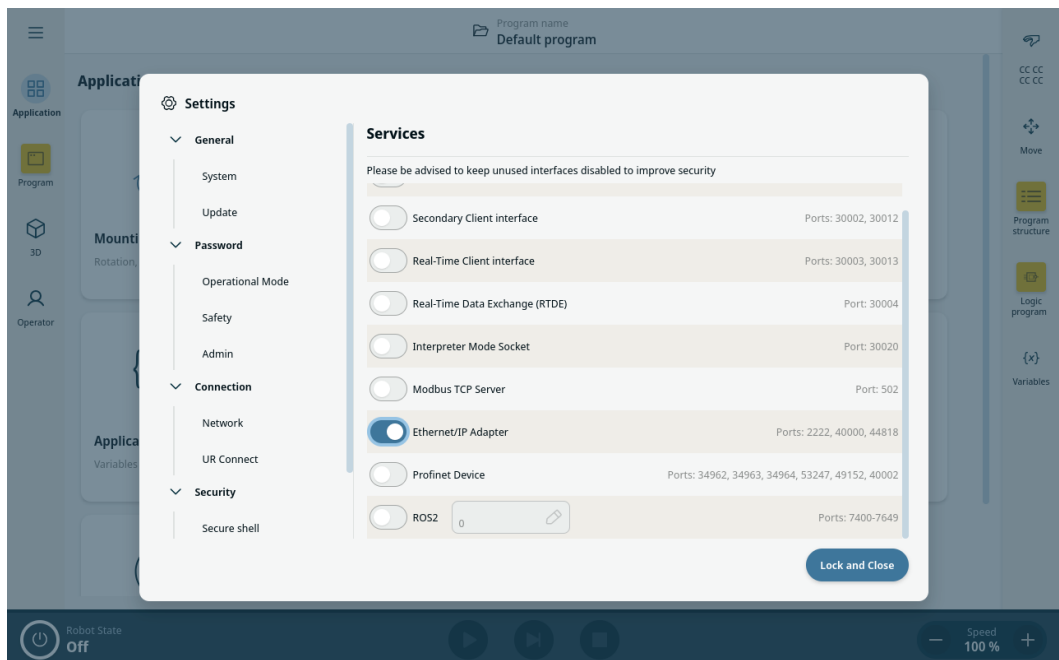 Program name
Default program
Application
Program
3D
Operator
Applicati
Mounti
Rotation,
Applica
Variables
Settings
General
System
Update
Password
Operational Mode
Safety
Admin
Connection
Network
UR Connect
Security
Secure shell
Services
Please be advised to keep unused interfaces disabled to improve security
Secondary Client interface Ports: 30002, 30012
Real-Time Client interface Ports: 30003, 30013
Real-Time Data Exchange (RTDE) Port: 30004
Interpreter Mode Socket Port: 30020
Modbus TCP Server Port: 502
Ethernet/IP Adapter Ports: 2222, 40000, 44818
Profinet Device Ports: 34962, 34963, 34964, 53247, 49152, 40002
ROS2 0 Ports: 7400-7649
Lock and Close
CC CC
CC CC
Move
Program
structure
Logic
program
{x}
Variables
Robot State
Off
Speed
100 %